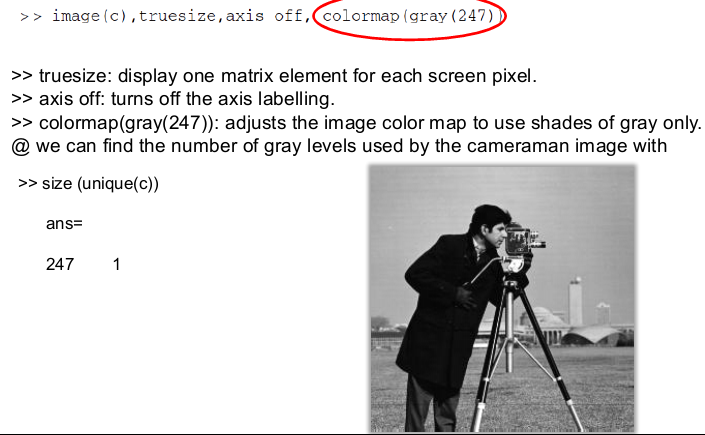 >> image(c),truesize,axis off, colormap(gray(247))
>> truesize: display one matrix element for each screen pixel.
>> axis off: turns off the axis labelling.
>> colormap(gray(247)): adjusts the image color map to use shades of gray only.
@ we can find the number of gray levels used by the cameraman image with
>> size (unique(c))
ans=
247 1